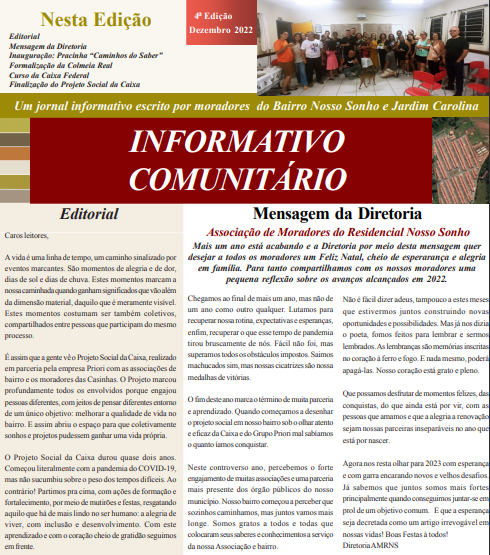 Nesta Edição
Editorial
Mensagem da Diretoria
Inauguração: Pracinha “Caminhos do Saber”
Formalização da Colmeia Real
Curso da Caixa Federal
Finalização do Projeto Social da Caixa
4ª Edição
Dezembro 2022
Um jornal informativo escrito por moradores do Bairro Nosso Sonho e Jardim Carolina
INFORMATIVO
COMUNITÁRIO
Editorial
Caros leitores,
A vida é uma linha de tempo, um caminho sinalizado por
eventos marcantes. São momentos de alegria e de dor,
dias de sol e dias de chuva. Estes momentos marcam a
nossa caminhada quando ganham significados que vão além
da dimensão material, daquilo que é meramente visível.
Estes momentos costumam ser também coletivos,
compartilhados entre pessoas que participam do mesmo
processo.
É assim que a gente vê o Projeto Social da Caixa, realizado
em parceria pela empresa Priori com as associações de
bairro e os moradores das Casinhas. O Projeto marcou
profundamente todos os envolvidos porque engajou
pessoas diferentes, com jeitos de pensar diferentes entorno
de um único objetivo: melhorar a qualidade de vida no
bairro. E assim abriu o espaço para que coletivamente
sonhos e projetos pudessem ganhar uma vida própria.
O Projeto Social da Caixa durou quase dois anos.
Começou literalmente com a pandemia do COVID-19,
mas não sucumbiu sobre o peso dos tempos difíceis. Ao
contrário! Partimos pra cima, com ações de formação e
fortalecimento, por meio de mutirões e festas, resgatando
aquilo que há de mais lindo no ser humano: a alegria de
viver, com inclusão e desenvolvimento. Com este
aprendizado e com o coração cheio de gratidão seguimos
em frente.
Mensagem da Diretoria
Associação de Moradores do Residencial Nosso Sonho
Mais um ano está acabando e a Diretoria por meio desta mensagem quer
desejar a todos os moradores um Feliz Natal, cheio de esperarança e alegria
em família. Para tanto compartilhamos com os nossos moradores uma
pequena reflexão sobre os avanços alcançados em 2022.
Chegamos ao final de mais um ano, mas não de
um ano como outro qualquer. Lutamos para
recuperar nossa rotina, expectativas e esperanças,
enfim, recuperar o que esse tempo de pandemia
tirou bruscamente de nós. Fácil não foi, mas
superamos todos os obstáculos impostos. Saimos
machucados sim, mas nossas cicatrizes são nossa
medalhas de vitórias.
O fim deste ano marca o término de muita parceria
e aprendizado. Quando começamos a desenhar
o projeto social em nosso bairro sob o olhar atento
e eficaz da Caixa e do Grupo Priori mal sabíamos
o quanto íamos conquistar.
Neste controverso ano, percebemos o forte
engajamento de muitas associações e uma parceria
mais presente dos órgão públicos do nosso
município. Nosso bairro começou a perceber que
sozinhos caminhamos, mas juntos vamos mais
longe. Somos gratos a todos e todas que
colocaram seus saberes e conhecimentos a serviço
da nossa Associação e bairro.
Não é fácil dizer adeus, tampouco a estes meses
que estivermos juntos construindo novas
oportunidades e possibilidades. Mas já nos dizia
o poeta, fomos feitos para lembrar e sermos
lembrados. As lembranças são memórias inscritas
no coração à ferro e fogo. E nada mesmo, poderá
apagá-las. Nosso coração está grato e pleno.
Que possamos desfrutar de momentos felizes, das
conquistas, do que ainda está por vir, com as
pessoas que amamos e que a alegria a renovação
sejam nossas parceiras inseparáveis no ano que
está por nascer.
Agora nos resta olhar para 2023 com esperança
e com garra encarando novos e velhos desafios.
Já sabemos que juntos somos mais fortes
principalmente quando conseguimos juntar-se em
prol de um objetivo comum. E que a esperança
seja decretada como um artigo irrevogável em
nossas vidas! Boas Festas à todos!
Diretoria AMRNS